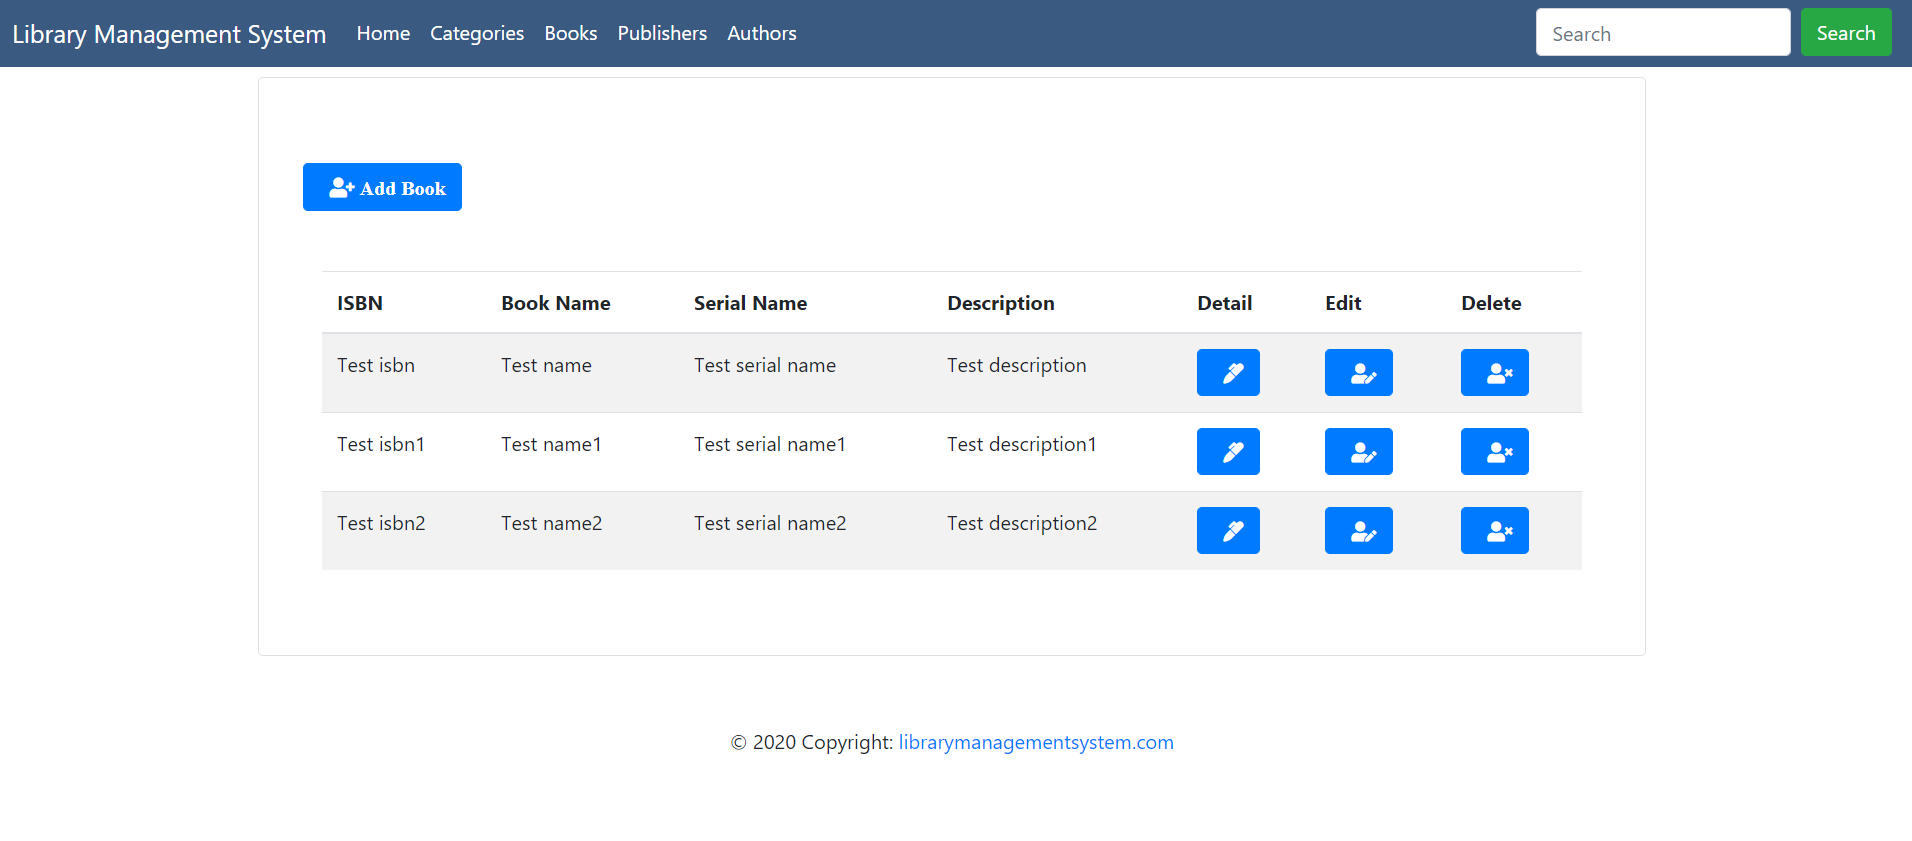 Library Management System Home Categories Books Publishers Authors Search Search
Add Book
ISBN Book Name Serial Name Description Detail Edit Delete
Test isbn Test name Test serial name Test description
Test isbn1 Test name1 Test serial name1 Test description1
Test isbn2 Test name2 Test serial name2 Test description2
© 2020 Copyright: librarymanagementsystem.com